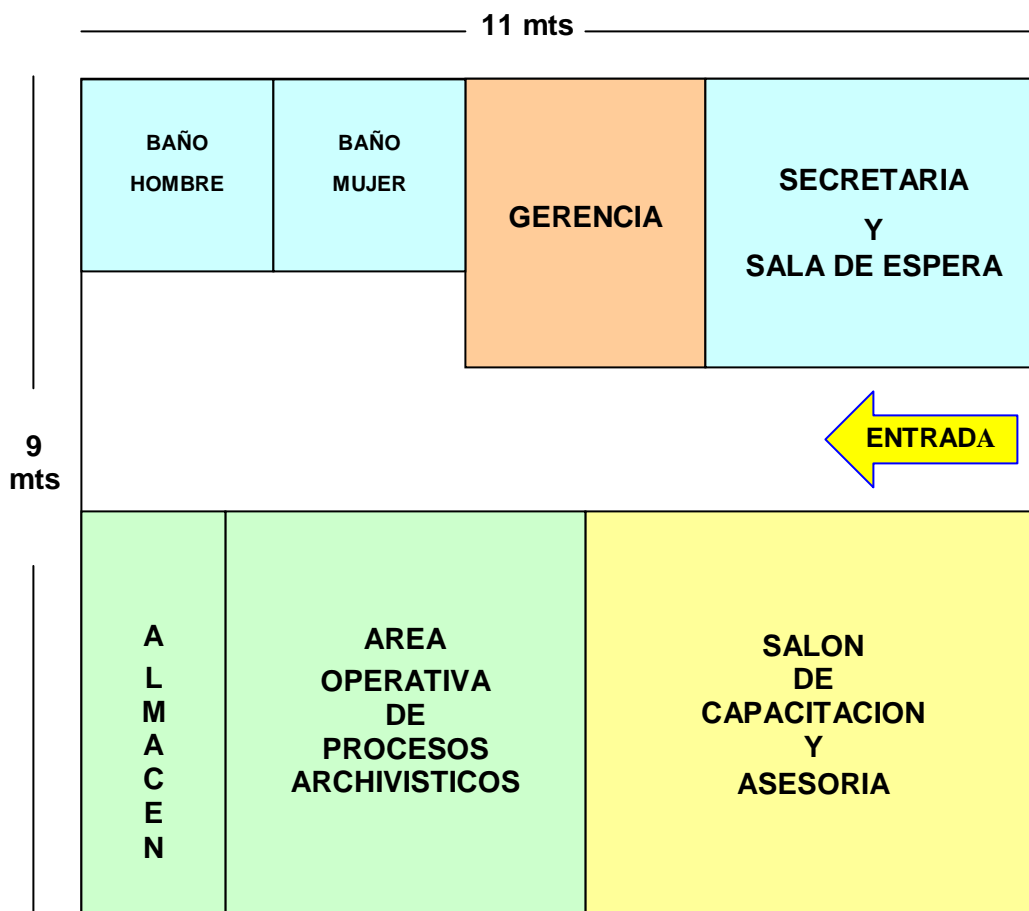 11 mts
BAÑO
HOMBRE
BAÑO
MUJER
GERENCIA
SECRETARIA
Y
SALA DE ESPERA
ENTRADA
9
mts
A
L
M
A
C
E
N
AREA
OPERATIVA
DE
PROCESOS
ARCHIVISTICOS
SALON
DE
CAPACITACION
Y
ASESORIA